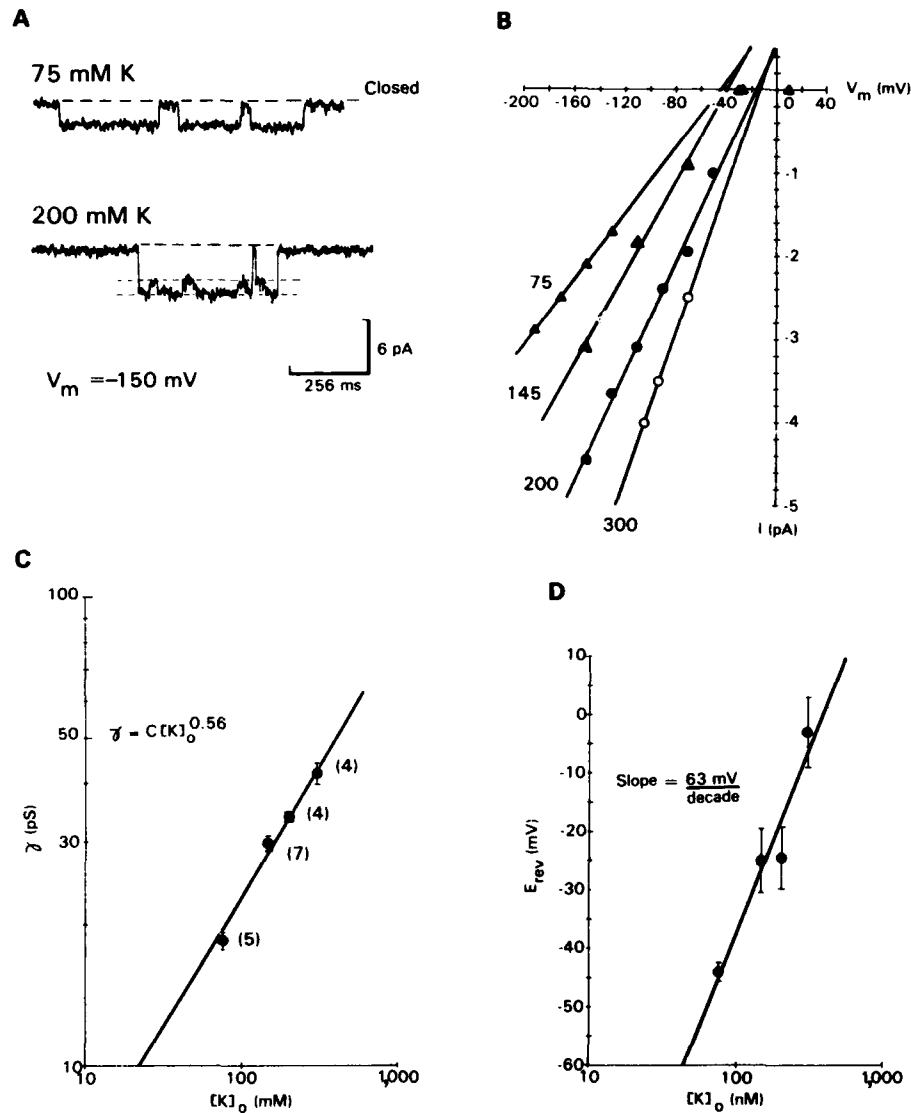 A
75 mM K
Closed
200 mM K
6 pA
256 ms
V_m = -150 mV
B
-200 -160 -120 -80 -40 40
V_m (mV)
-1
-2
-3
-4
-5
I (pA)
75
145
200
300
C
100
50
30
10
γ (pS)
γ = C[K]_o^0.56
(4)
(4)
(7)
(5)
10 100 1,000
[K]_o (mM)
D
10
0
-10
-20
-30
-40
-50
-60
E_rev (mV)
Slope = 63 mV
decade
10 100 1,000
[K]_o (nM)